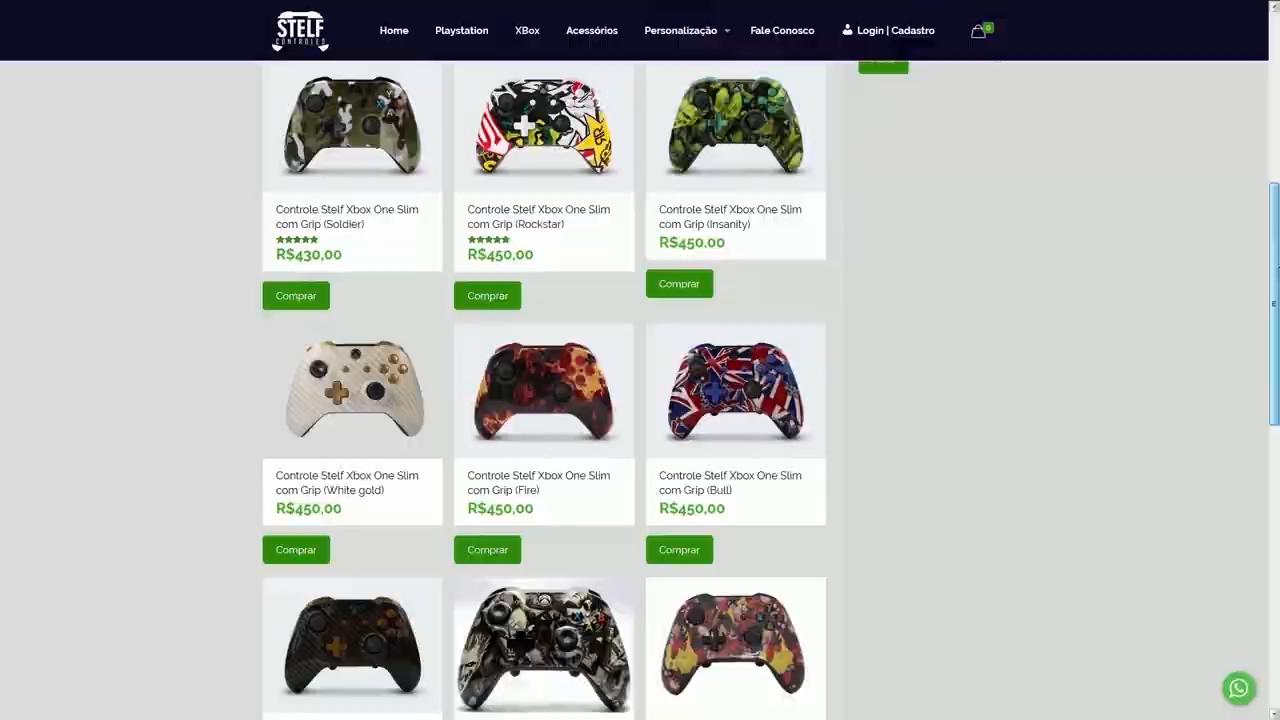 STELF
CONTROLES
Home
Playstation
XBox
Acessórios
Personalização
Fale Conosco
Login | Cadastro
0
Controle Stelf Xbox One Slim
com Grip (Soldier)
R$430,00
Comprar
Controle Stelf Xbox One Slim
com Grip (Rockstar)
R$450,00
Comprar
Controle Stelf Xbox One Slim
com Grip (Insanity)
R$450,00
Comprar
Controle Stelf Xbox One Slim
com Grip (White gold)
R$450,00
Comprar
Controle Stelf Xbox One Slim
com Grip (Fire)
R$450,00
Comprar
Controle Stelf Xbox One Slim
com Grip (Bull)
R$450,00
Comprar